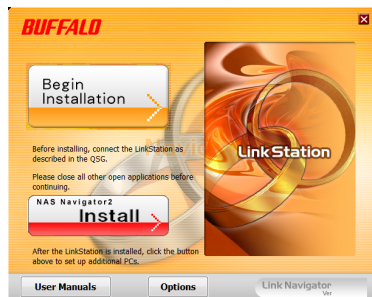 BUFFALO
Begin
Installation
Before installing, connect the LinkStation as
described in the QSG.
Please close all other open applications before
continuing.
NAS Navigator2
Install
After the LinkStation is installed, click the button
above to set up additional PCs.
LinkStation
User Manuals
Options
Link Navigator
Ver